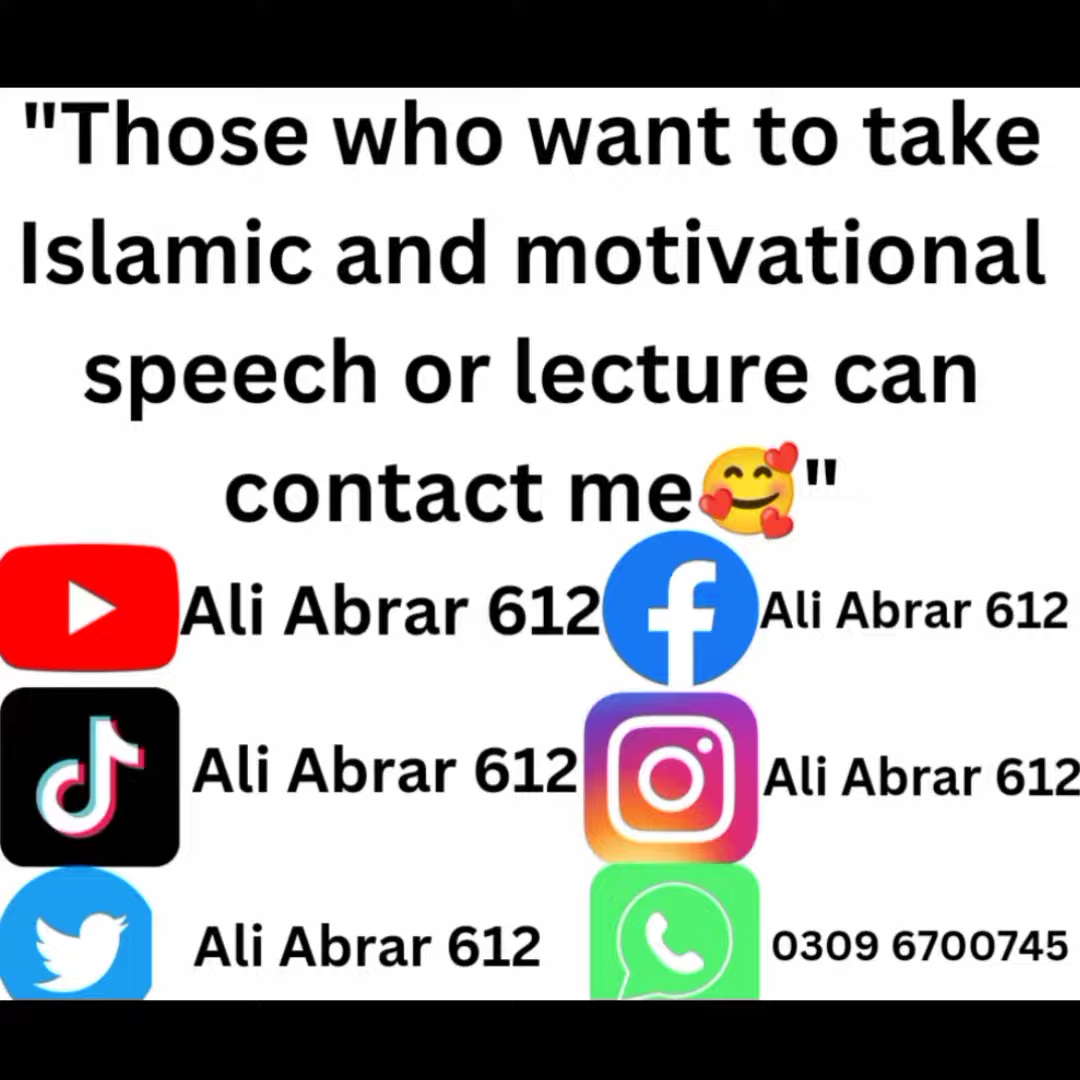 "Those who want to take
Islamic and motivational
speech or lecture can
contact me🥰"
Ali Abrar 612
Ali Abrar 612
Ali Abrar 612
Ali Abrar 612
Ali Abrar 612
0309 6700745